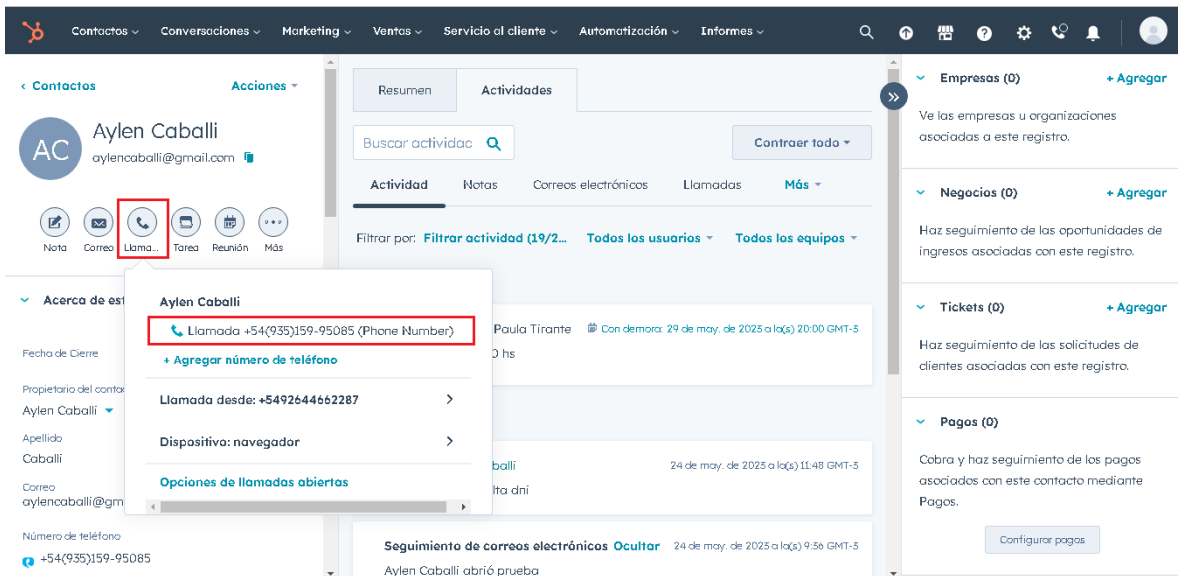 Contactos Conversaciones Marketing Ventas Servicio al cliente Automatización Informes
Contactos
Acciones
AC
Aylen Caballi
aylencaballi@gmail.com
Nota Correo Llama... Tarea Reunión Más
Acerca de est
Fecha de Cierre
Propietario del contac
Aylen Caballi
Apellido
Caballi
Correo
aylencaballi@gm
Número de teléfono
+54(935)159-95085
Aylen Caballi
Llamada +54(935)159-95085 (Phone Number)
+ Agregar número de teléfono
Llamada desde: +5492644662287
Dispositivo: navegador
Opciones de llamadas abiertas
Resumen Actividades
Buscar actividac
Contraer todo
Actividad Notas Correos electrónicos Llamadas Más
Filtrar por: Filtrar actividad (19/2... Todos los usuarios Todos los equipos
Paula Tirante Con demora: 29 de may. de 2023 a la(s) 20:00 GMT-3
0 hs
balli 24 de may. de 2023 a la(s) 11:48 GMT-3
lta dni
Seguimiento de correos electrónicos Ocultar 24 de may. de 2023 a la(s) 9:36 GMT-3
Aylen Caballi abrió prueba
Empresas (0) + Agregar
Ve las empresas u organizaciones
asociadas a este registro.
Negocios (0) + Agregar
Haz seguimiento de las oportunidades de
ingresos asociadas con este registro.
Tickets (0) + Agregar
Haz seguimiento de las solicitudes de
clientes asociadas con este registro.
Pagos (0)
Cobra y haz seguimiento de los pagos
asociados con este contacto mediante
Pagos.
Configurar pagos